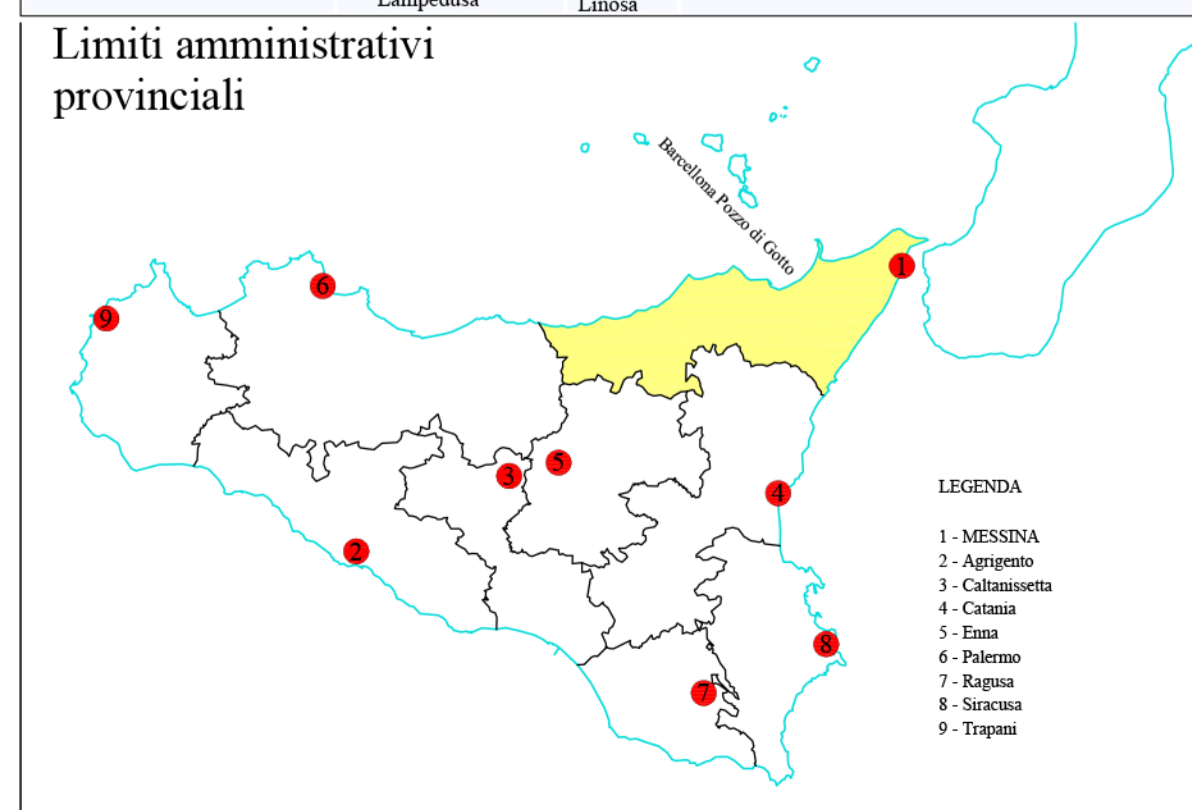 Lampedusa
Linosa
Limiti amministrativi
provinciali
Barcellona Pozzo di Gotto
1
6
9
3
5
4
2
8
7
LEGENDA
1 - MESSINA
2 - Agrigento
3 - Caltanissetta
4 - Catania
5 - Enna
6 - Palermo
7 - Ragusa
8 - Siracusa
9 - Trapani